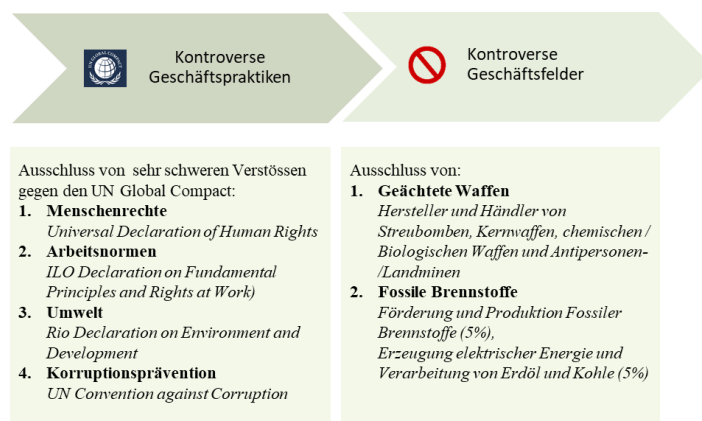 UN GLOBAL COMPACT
Kontroverse
Geschäftspraktiken
Kontroverse
Geschäftsfelder
Ausschluss von sehr schweren Verstössen
gegen den UN Global Compact:
1. Menschenrechte
Universal Declaration of Human Rights
2. Arbeitsnormen
ILO Declaration on Fundamental
Principles and Rights at Work)
3. Umwelt
Rio Declaration on Environment and
Development
4. Korruptionsprävention
UN Convention against Corruption
Ausschluss von:
1. Geächtete Waffen
Hersteller und Händler von
Streubomben, Kernwaffen, chemischen /
Biologischen Waffen und Antipersonen-
/Landminen
2. Fossile Brennstoffe
Förderung und Produktion Fossiler
Brennstoffe (5%),
Erzeugung elektrischer Energie und
Verarbeitung von Erdöl und Kohle (5%)